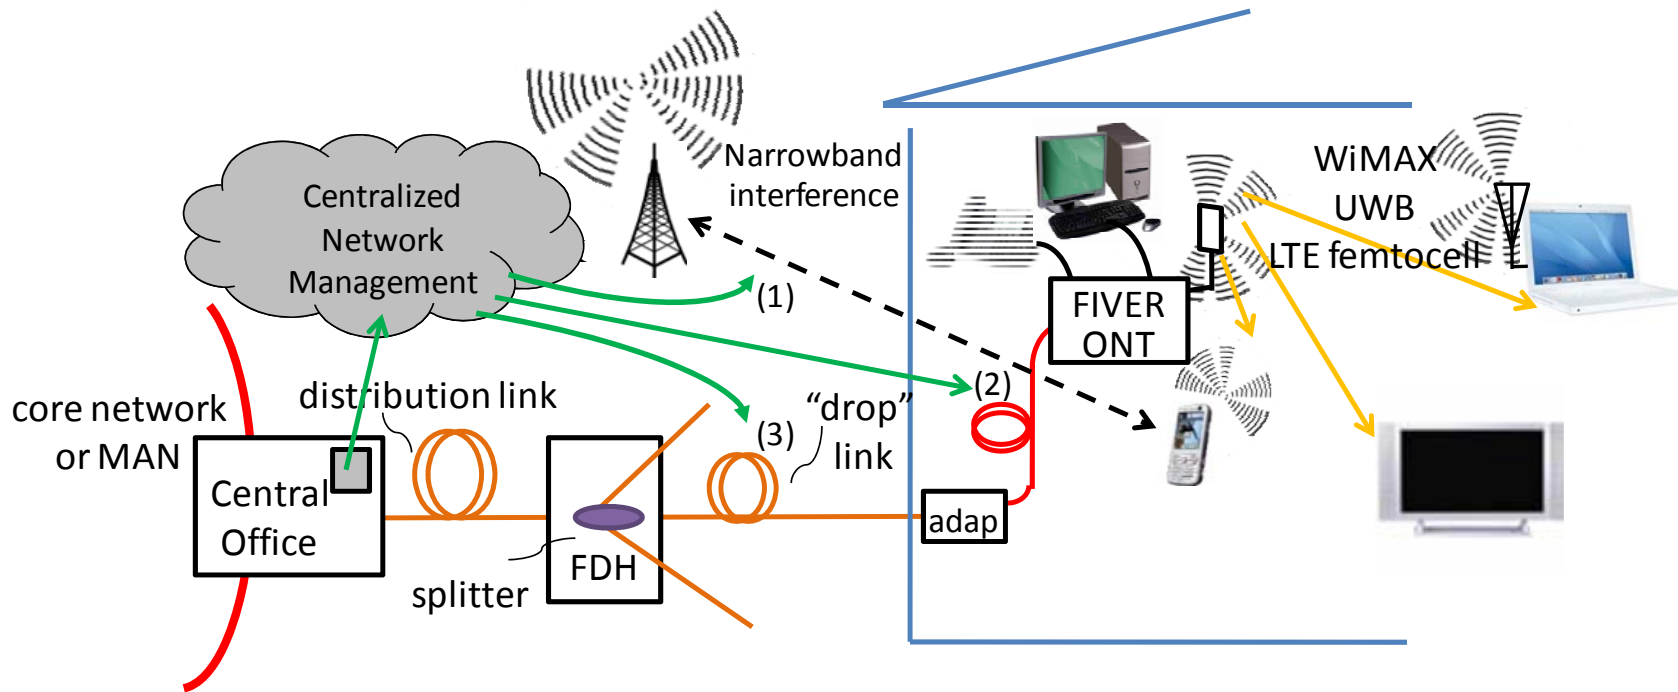 Narrowband
interference
Centralized
Network
Management
(1)
WiMAX
UWB
LTE femtocell
FIVER
ONT
(2)
distribution link
core network
or MAN
(3)
“drop”
link
Central
Office
adap
FDH
splitter